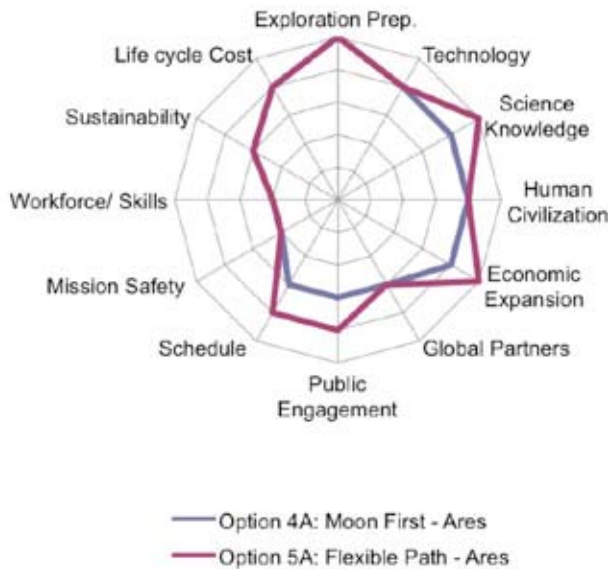 Exploration Prep.
Life cycle Cost
Technology
Science
Knowledge
Sustainability
Workforce/ Skills
Human
Civilization
Mission Safety
Economic
Expansion
Schedule
Global Partners
Public
Engagement
Option 4A: Moon First - Ares
Option 5A: Flexible Path - Ares